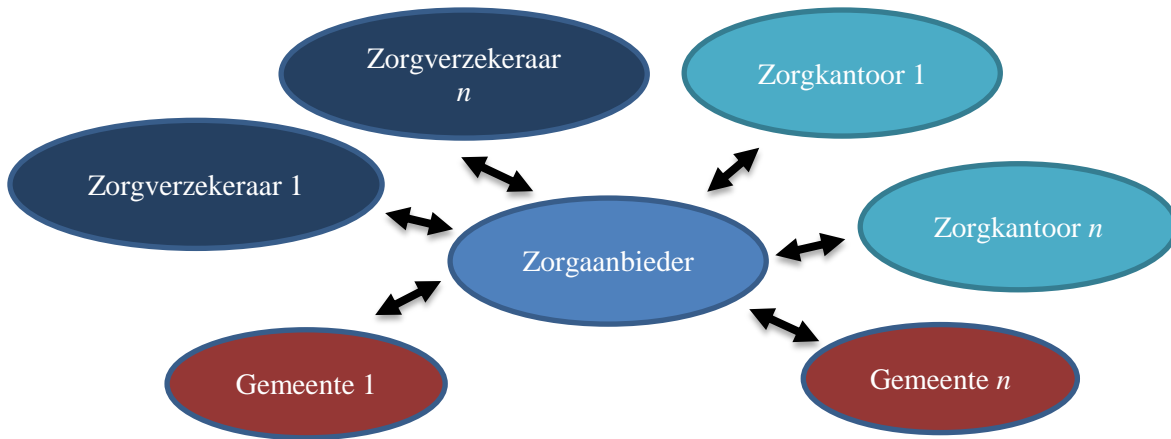 Zorgverzekeraar
n
Zorgkantoor 1
Zorgverzekeraar 1
Zorgkantoor n
Zorgaanbieder
Gemeente 1
Gemeente n